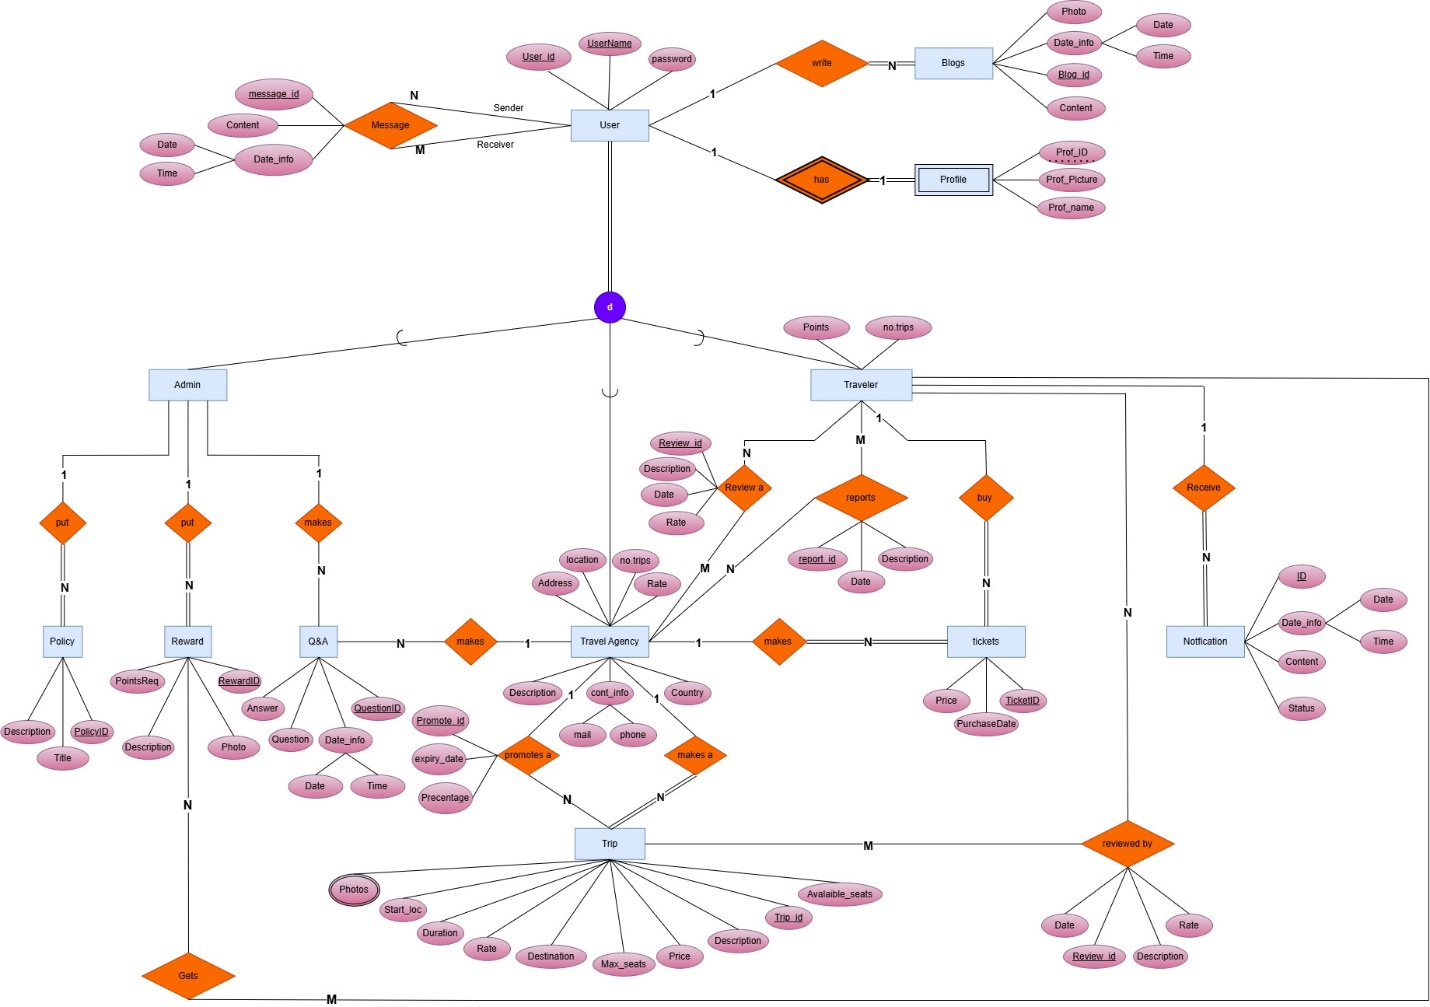 Photo
Date
Date_info
Time
Blog_id
Content
write
N
Blogs
User_id
UserName
password
1
message_id
N
Sender
Content
Message
User
Date
Date_info
M
Receiver
Time
1
has
1
Profile
Prof_ID
Prof_Picture
Prof_name
d
Points
no.trips
Admin
Traveler
1
M
N
1
Review_id
Description
Date
Rate
Review a
reports
buy
Receive
1
1
1
put
put
makes
report_id
Description
Date
location
no.trips
Address
Rate
M
N
N
N
N
N
N
N
ID
Date
Date_info
Time
Content
Status
Policy
Reward
Q&A
N
makes
1
Travel Agency
1
makes
N
tickets
Notfication
PointsReq
RewardID
Answer
QuestionID
Description
cont_info
Country
Price
TicketID
PurchaseDate
Description
PolicyID
Title
Description
Photo
Question
Date_info
Date
Time
Promote_id
expiry_date
Precentage
1
1
mail
phone
promotes a
makes a
N
N
N
Trip
M
reviewed by
Photos
Start_loc
Duration
Rate
Destination
Max_seats
Price
Description
Trip_id
Avalaible_seats
Date
Review_id
Description
Rate
Gets
M